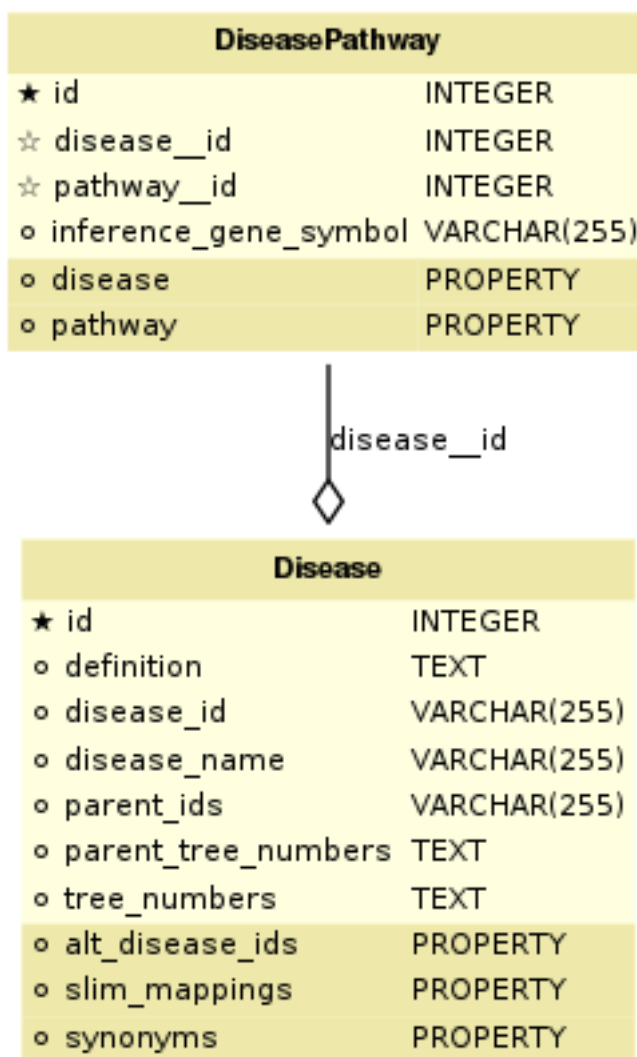 DiseasePathway
★ id INTEGER
☆ disease__id INTEGER
☆ pathway__id INTEGER
inference_gene_symbol VARCHAR(255)
disease PROPERTY
pathway PROPERTY
disease__id
Disease
★ id INTEGER
definition TEXT
disease_id VARCHAR(255)
disease_name VARCHAR(255)
parent_ids VARCHAR(255)
parent_tree_numbers TEXT
tree_numbers TEXT
alt_disease_ids PROPERTY
slim_mappings PROPERTY
synonyms PROPERTY